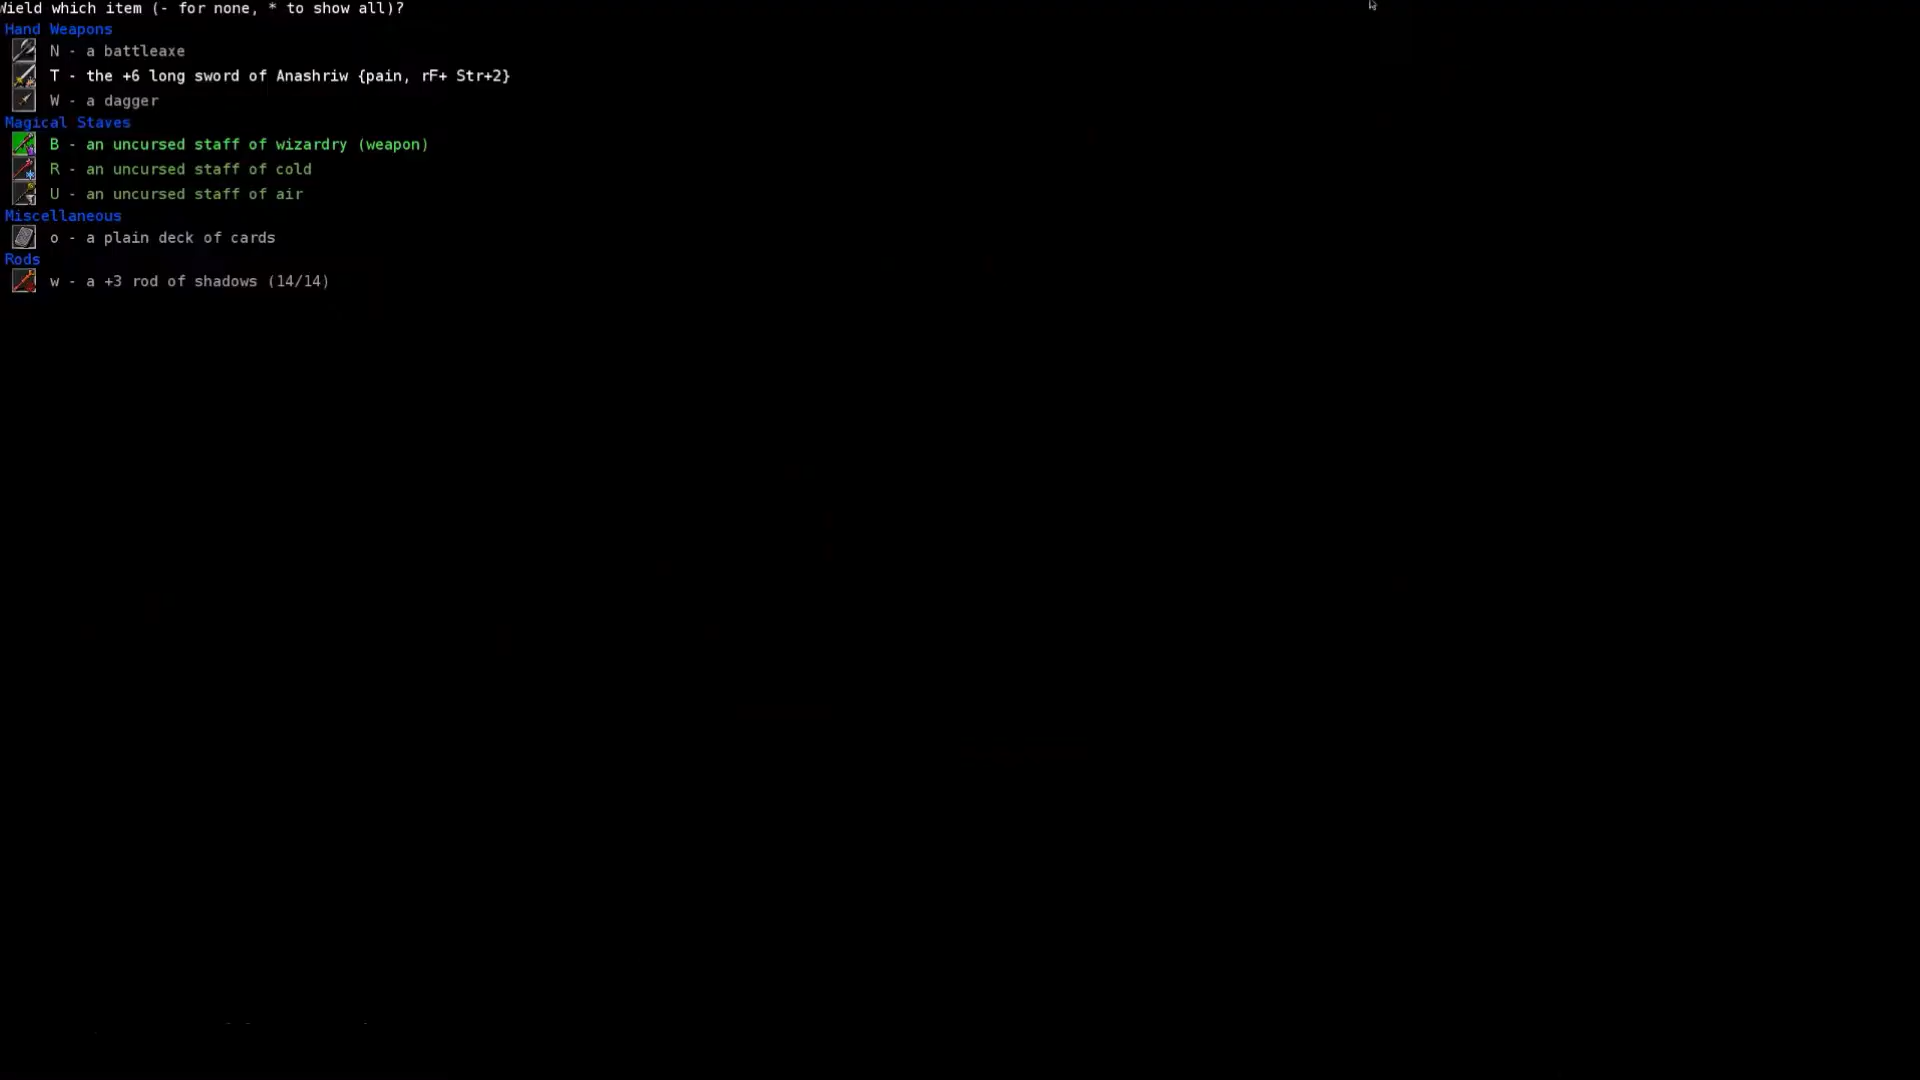 Wield which item (- for none, * to show all)?
Hand Weapons
N - a battleaxe
T - the +6 long sword of Anashriw {pain, rF+ Str+2}
W - a dagger
Magical Staves
B - an uncursed staff of wizardry (weapon)
R - an uncursed staff of cold
U - an uncursed staff of air
Miscellaneous
o - a plain deck of cards
Rods
w - a +3 rod of shadows (14/14)